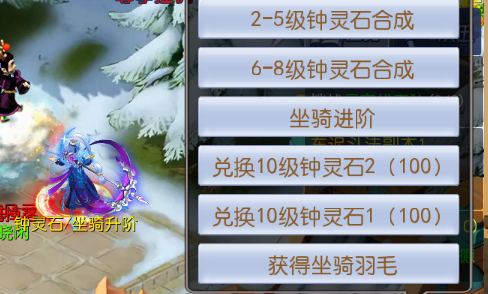 2-5级钟灵石合成
6-8级钟灵石合成
坐骑进阶
兑换10级钟灵石2（100）
兑换10级钟灵石1（100）
获得坐骑羽毛
钟灵石/坐骑升阶